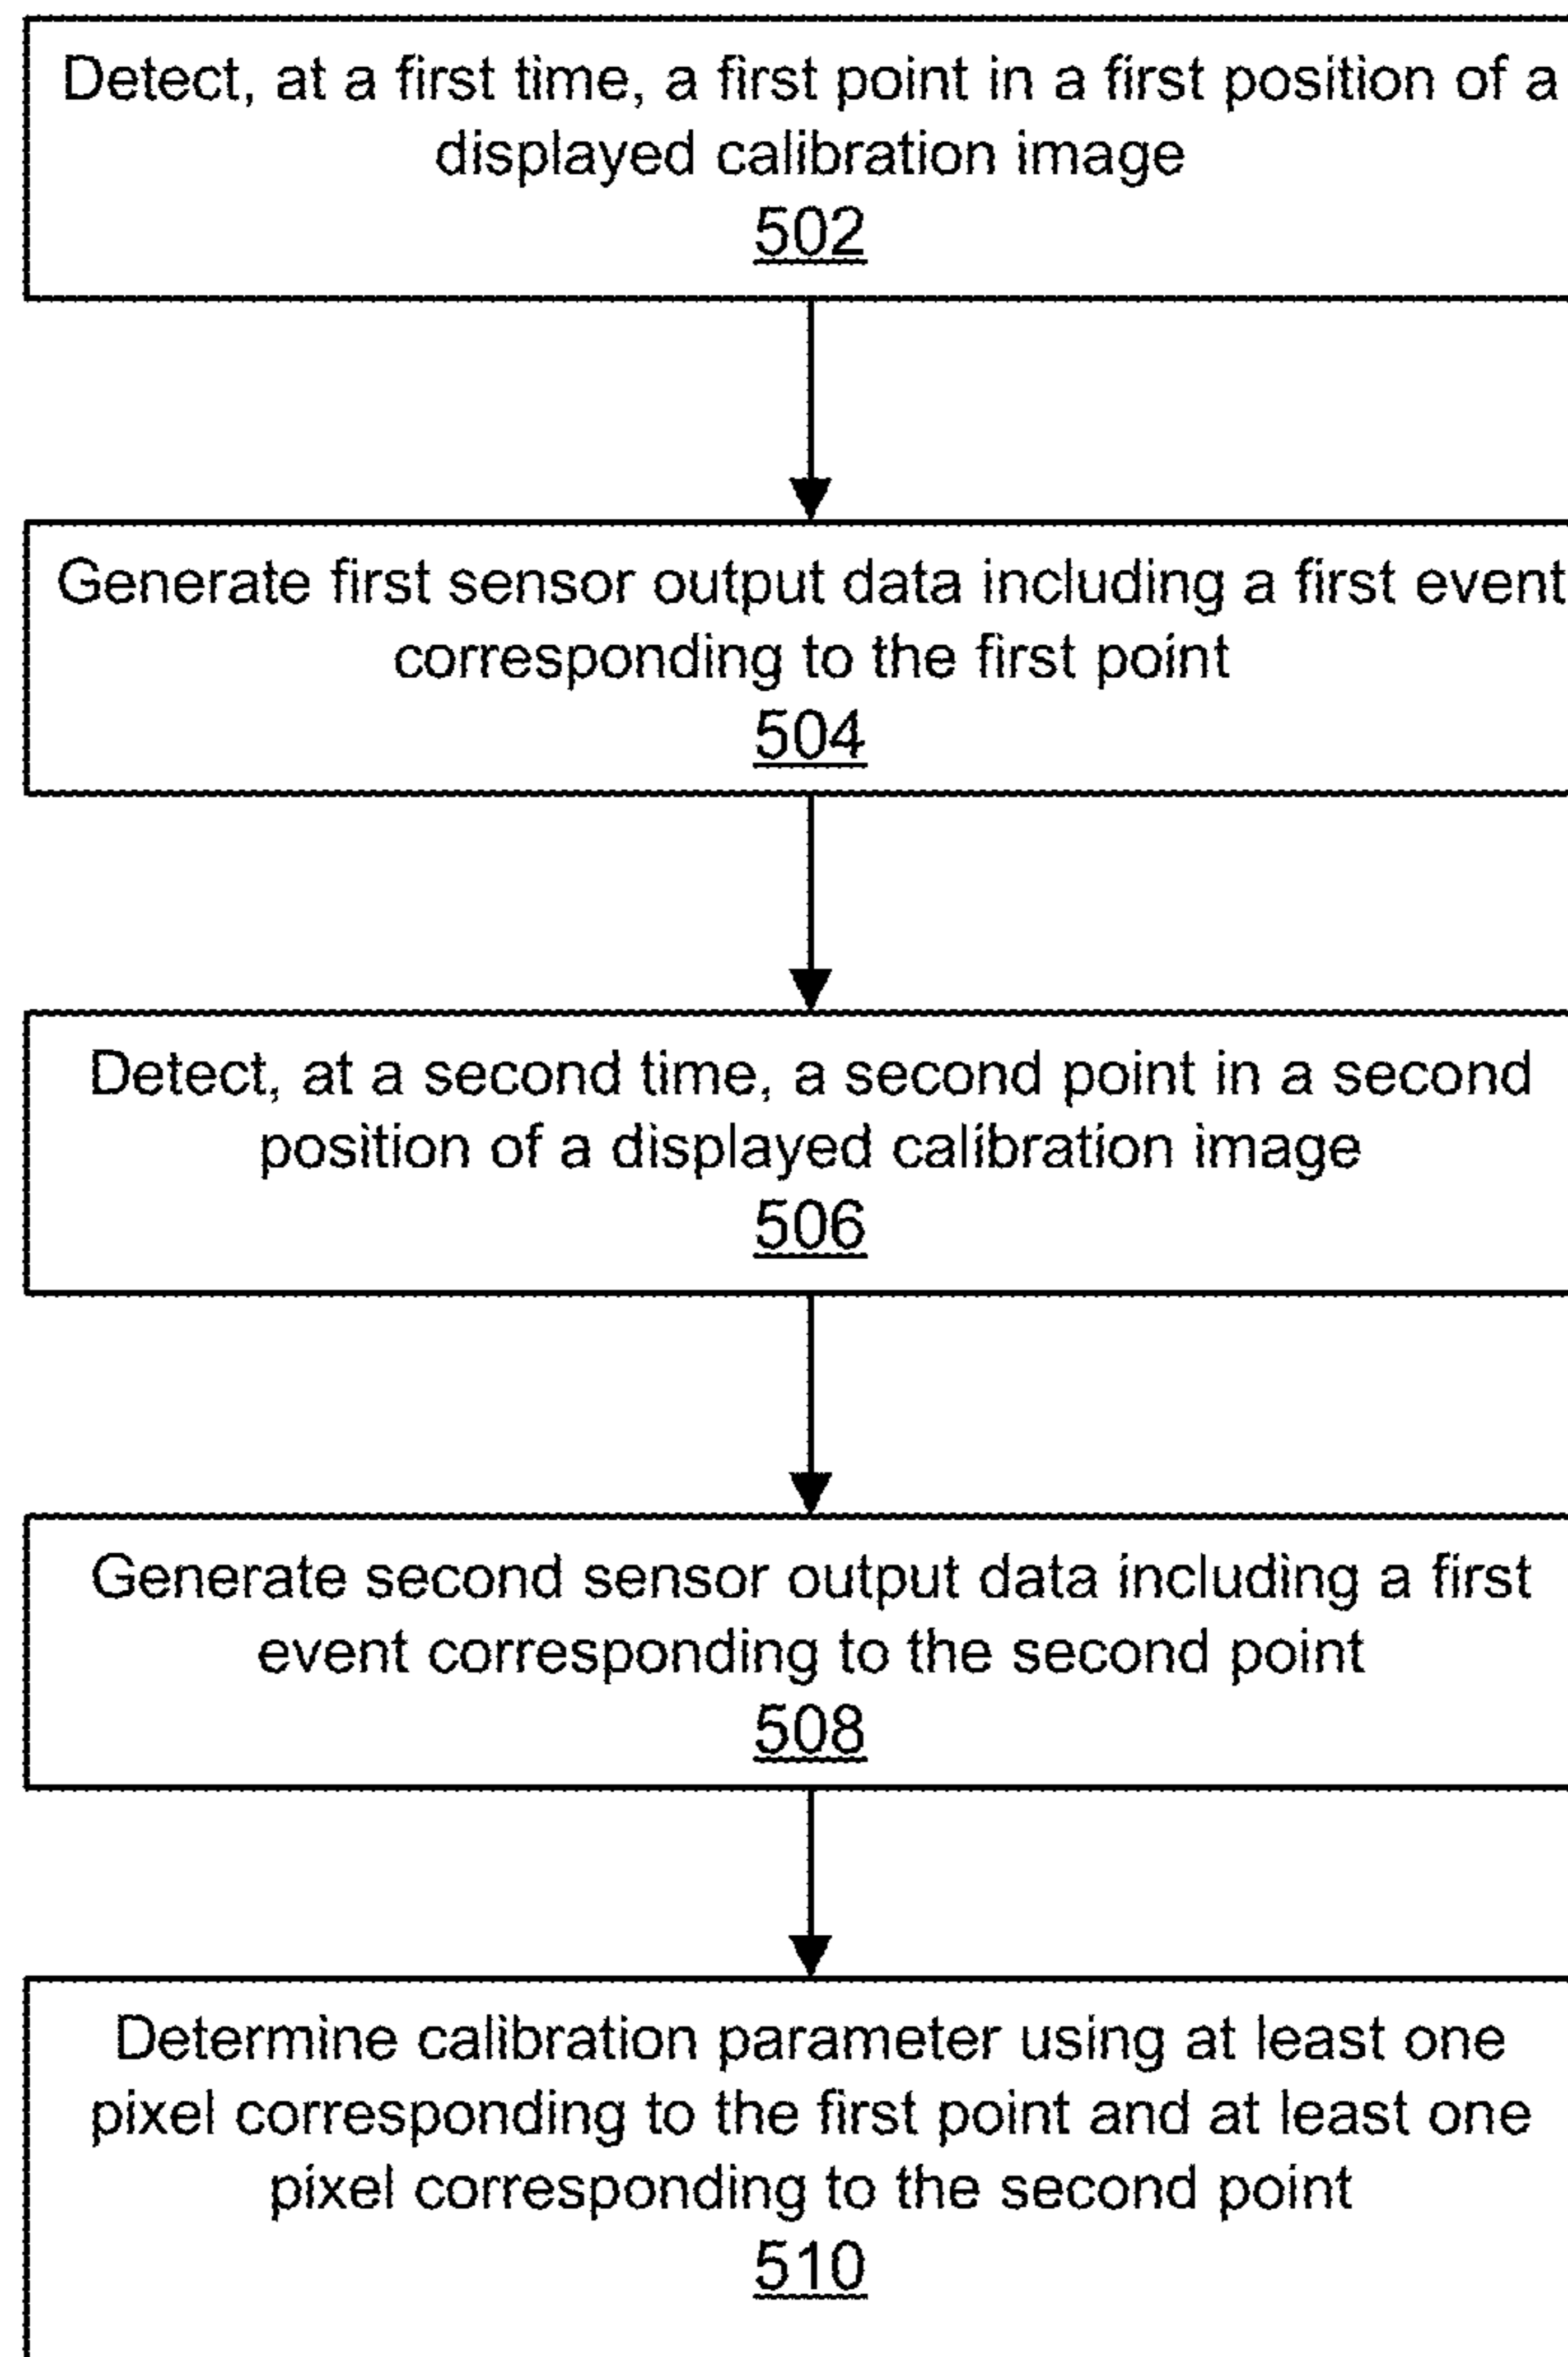 Detect, at a first time, a first point in a first position of a
displayed calibration image
502
Generate first sensor output data including a first event
corresponding to the first point
504
Detect, at a second time, a second point in a second
position of a displayed calibration image
506
Generate second sensor output data including a first
event corresponding to the second point
508
Determine calibration parameter using at least one
pixel corresponding to the first point and at least one
pixel corresponding to the second point
510